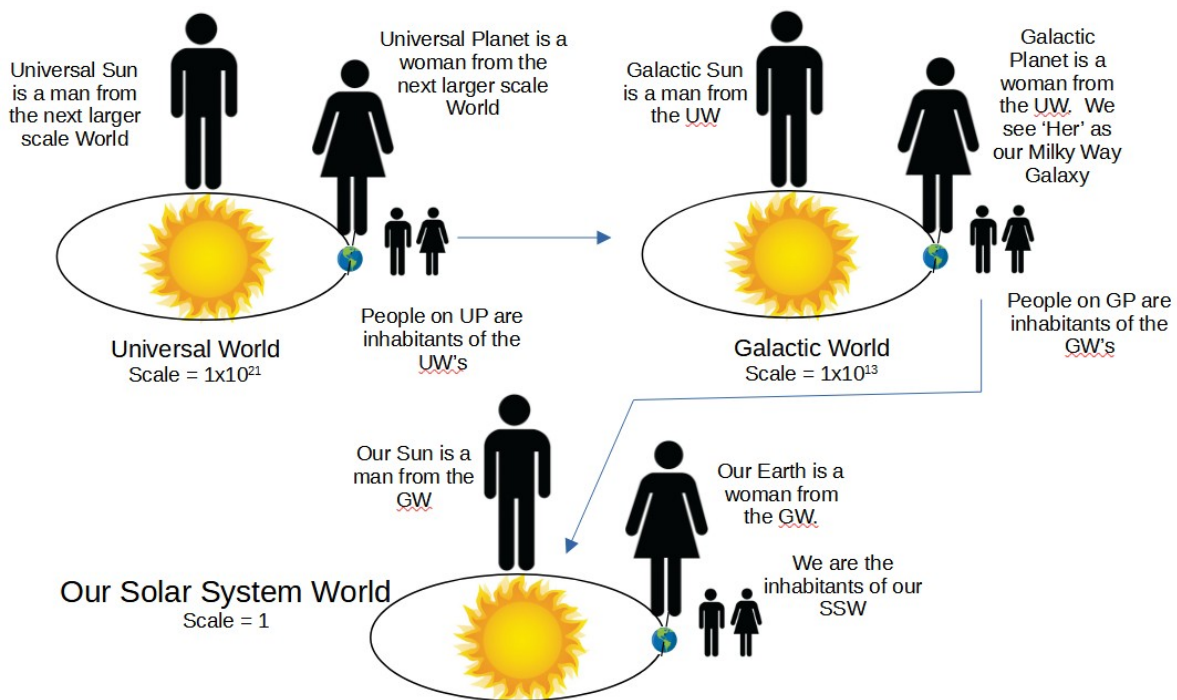 Universal Sun
is a man from
the next larger
scale World
Universal Planet is a
woman from the
next larger scale
World
People on UP are
inhabitants of the
UW's
Universal World
Scale = 1x10²¹
Galactic Sun
is a man from
the UW
Galactic
Planet is a
woman from
the UW.  We
see ‘Her’ as
our Milky Way
Galaxy
People on GP are
inhabitants of the
GW's
Galactic World
Scale = 1x10¹³
Our Sun is a
man from the
GW
Our Earth is a
woman from
the GW.
We are the
inhabitants of our
SSW
Our Solar System World
Scale = 1